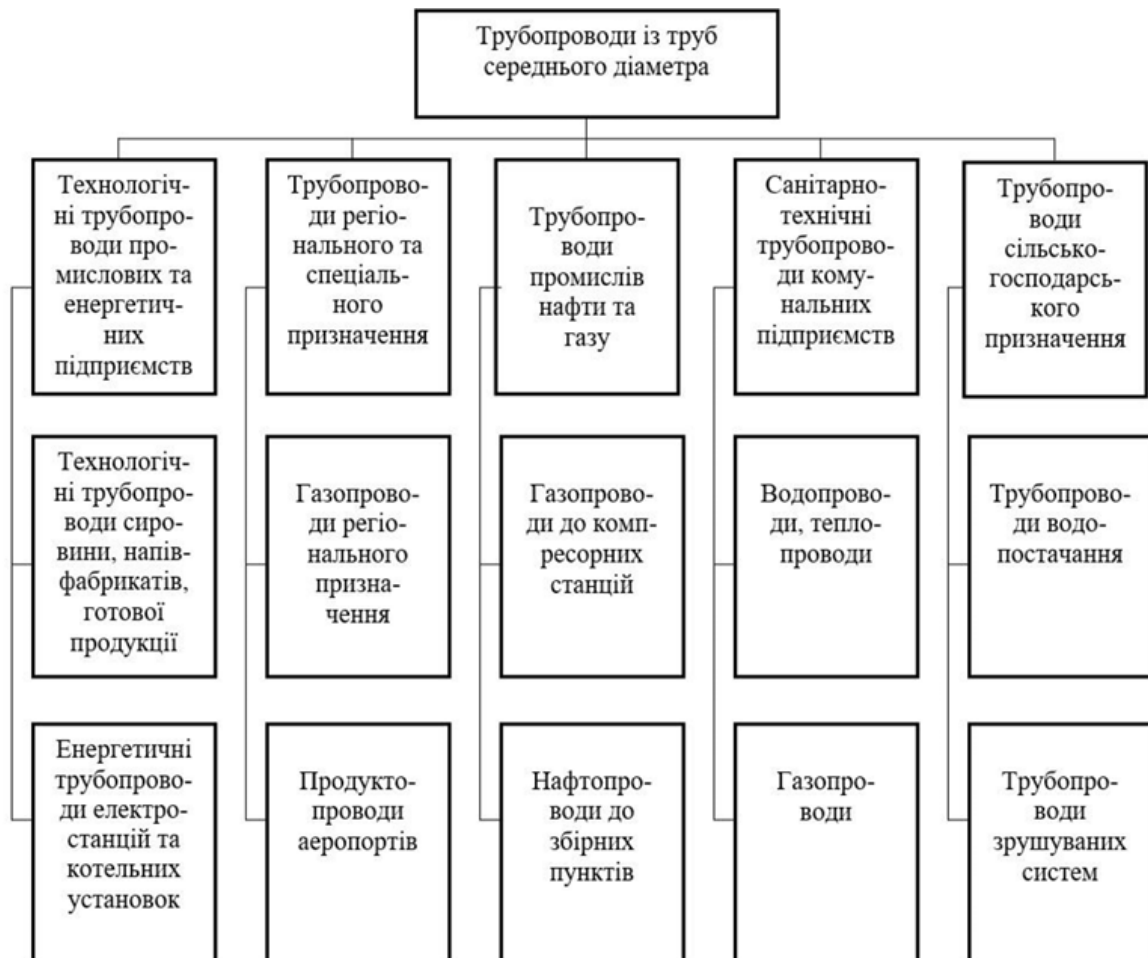 Трубопроводи із труб
середнього діаметра
Технологіч-
ні трубопро-
води про-
мислових та
енергетич-
них
підприємств
Трубопрово-
ди регіо-
нального та
спеціаль-
ного
призначення
Трубопро-
води
промислів
нафти та
газу
Санітарно-
технічні
трубопрово-
ди кому-
нальних
підприємств
Трубопро-
води
сільсько-
господарсь-
кого
призначення
Технологіч-
ні трубопро-
води сиро-
вини, напів-
фабрикатів,
готової
продукції
Газопрово-
ди регіо-
нального
призна-
чення
Газопрово-
ди до комп-
ресорних
станцій
Водопрово-
ди, тепло-
проводи
Трубопрово-
ди водо-
постачання
Енергетичні
трубопрово-
ди електро-
станцій та
котельних
установок
Продукто-
проводи
аеропортів
Нафтопро-
води до
збірних
пунктів
Газопро-
води
Трубопро-
води
зрушуваних
систем